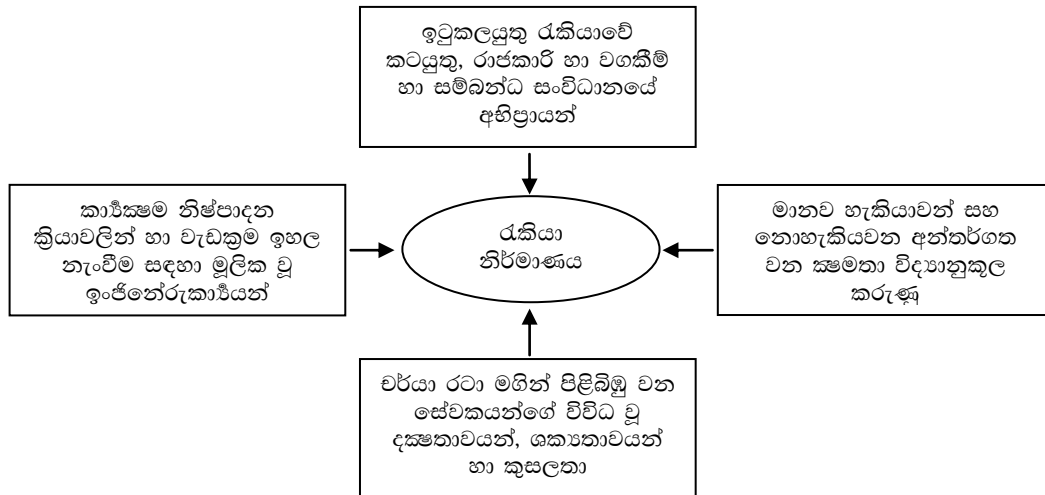 ඉටුකලයුතු රැකියාවේ
කටයුතු, රාජකාරි හා වගකීම්
හා සම්බන්ධ සංවිධානයේ
අභිප්‍රායන්
කාර්‍යක්‍ෂම නිෂ්පාදන
ක්‍රියාවලින් හා වැඩක්‍රම ඉහල
නැංවීම සඳහා මූලික වූ
ඉංජිනේරුකාර්‍යයන්
රැකියා
නිර්මාණය
මානව හැකියාවන් සහ
නොහැකියවන අන්තර්ගත
වන ක්‍ෂමතා විද්‍යානුකූල
කරුණු
චර්යා රටා මගින් පිළිබිඹු වන
සේවකයන්ගේ විවිධ වූ
දක්‍ෂතාවයන්, ශක්‍යතාවයන්
හා කුසලතා